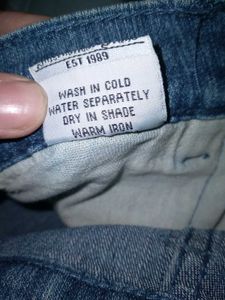 EST 1989
WASH IN COLD
WATER SEPARATELY
DRY IN SHADE
WARM IRON